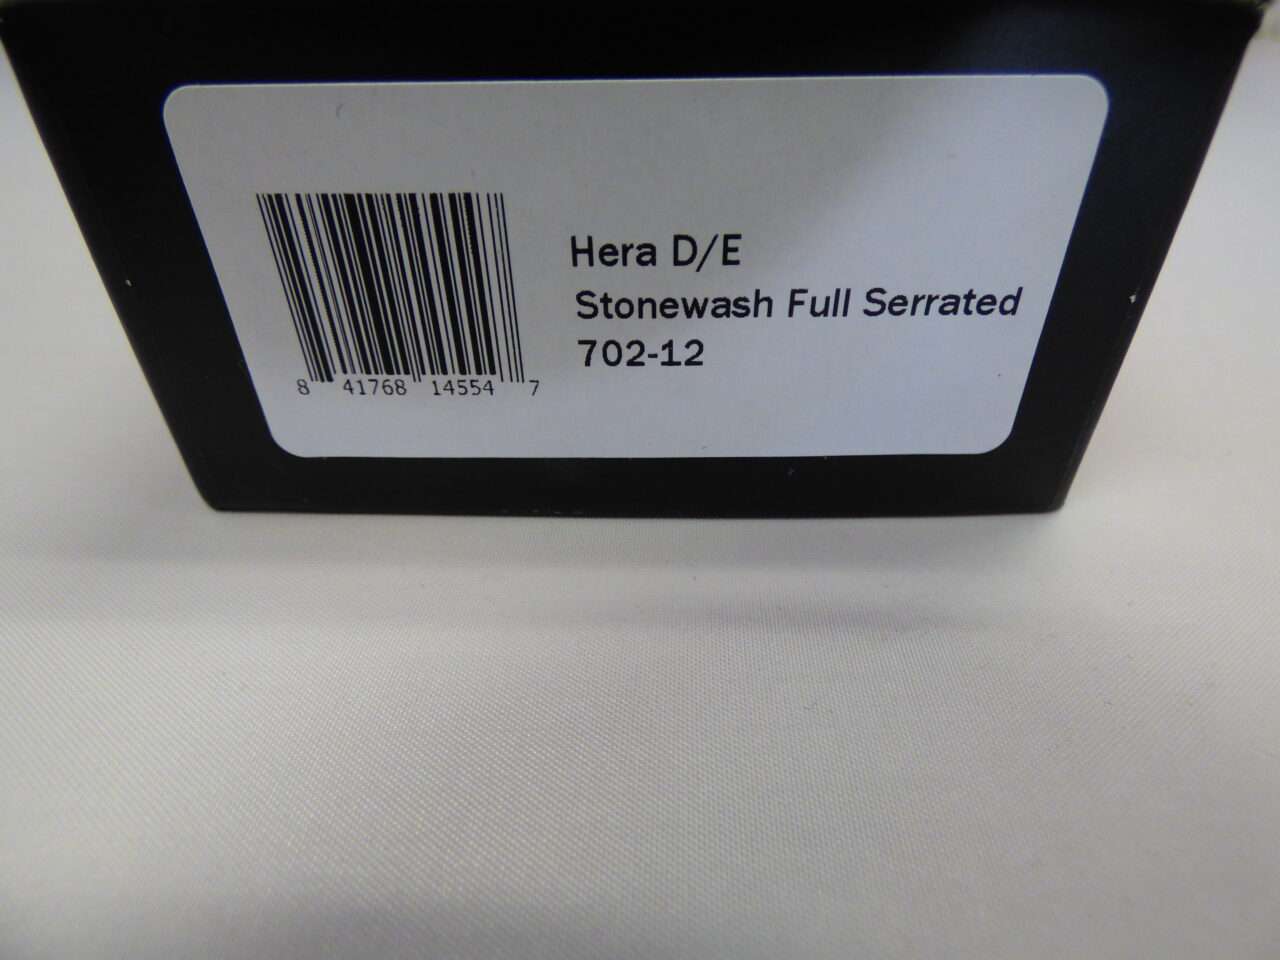 Hera D/E
Stonewash Full Serrated
702-12
8 41768 14554 7